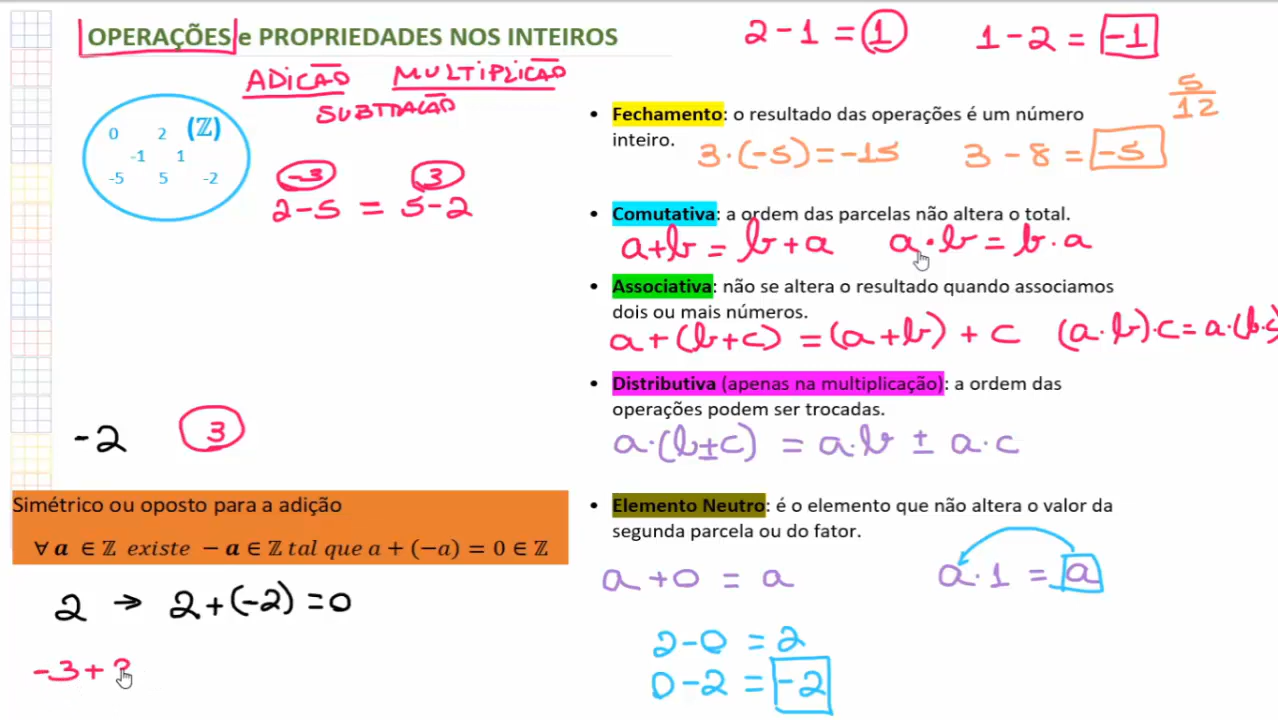 OPERAÇÕES e PROPRIEDADES NOS INTEIROS
ADIÇÃO MULTIPLICAÇÃO
SUBTRAÇÃO
0 2 (ℤ)
-1 1
-5 5 -2
-3 3
2-5 = 5-2
-2 3
Simétrico ou oposto para a adição
∀ a ∈ ℤ existe − a ∈ ℤ tal que a + (−a) = 0 ∈ ℤ
2 → 2+(-2) =0
-3+
2-1 = 1 1-2 = -1
5
12
• Fechamento: o resultado das operações é um número
inteiro.
3·(-5)=-15 3-8 = -5
• Comutativa: a ordem das parcelas não altera o total.
a+b = b+a a·b = b·a
• Associativa: não se altera o resultado quando associamos
dois ou mais números.
a+(b+c) =(a+b)+c (a·b)·c=a·(b·c)
• Distributiva (apenas na multiplicação): a ordem das
operações podem ser trocadas.
a·(b±c) = a·b ± a·c
• Elemento Neutro: é o elemento que não altera o valor da
segunda parcela ou do fator.
a+0 = a a·1 = a
2-0 = 2
0-2 = -2